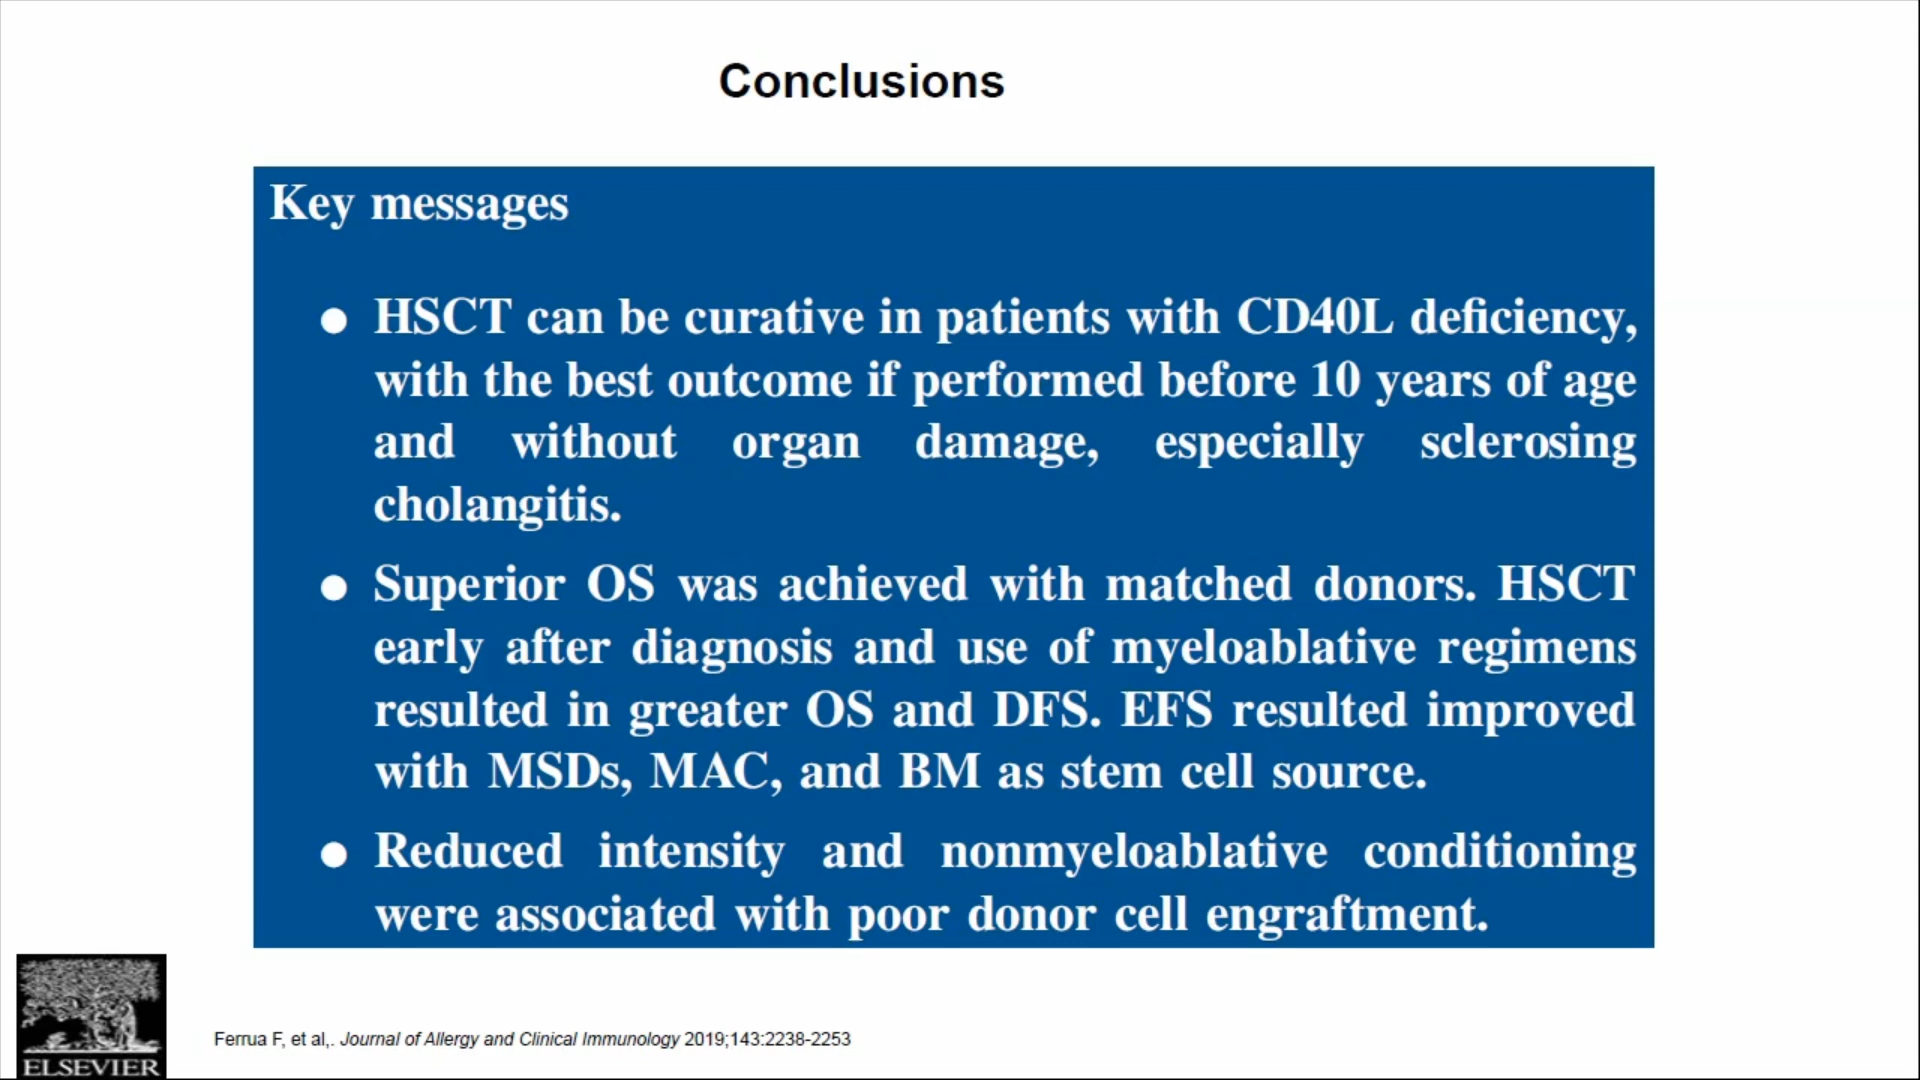 Conclusions
Key messages
● HSCT can be curative in patients with CD40L deficiency,
with the best outcome if performed before 10 years of age
and without organ damage, especially sclerosing
cholangitis.
● Superior OS was achieved with matched donors. HSCT
early after diagnosis and use of myeloablative regimens
resulted in greater OS and DFS. EFS resulted improved
with MSDs, MAC, and BM as stem cell source.
● Reduced intensity and nonmyeloablative conditioning
were associated with poor donor cell engraftment.
Ferrua F, et al,. Journal of Allergy and Clinical Immunology 2019;143:2238-2253
ELSEVIER